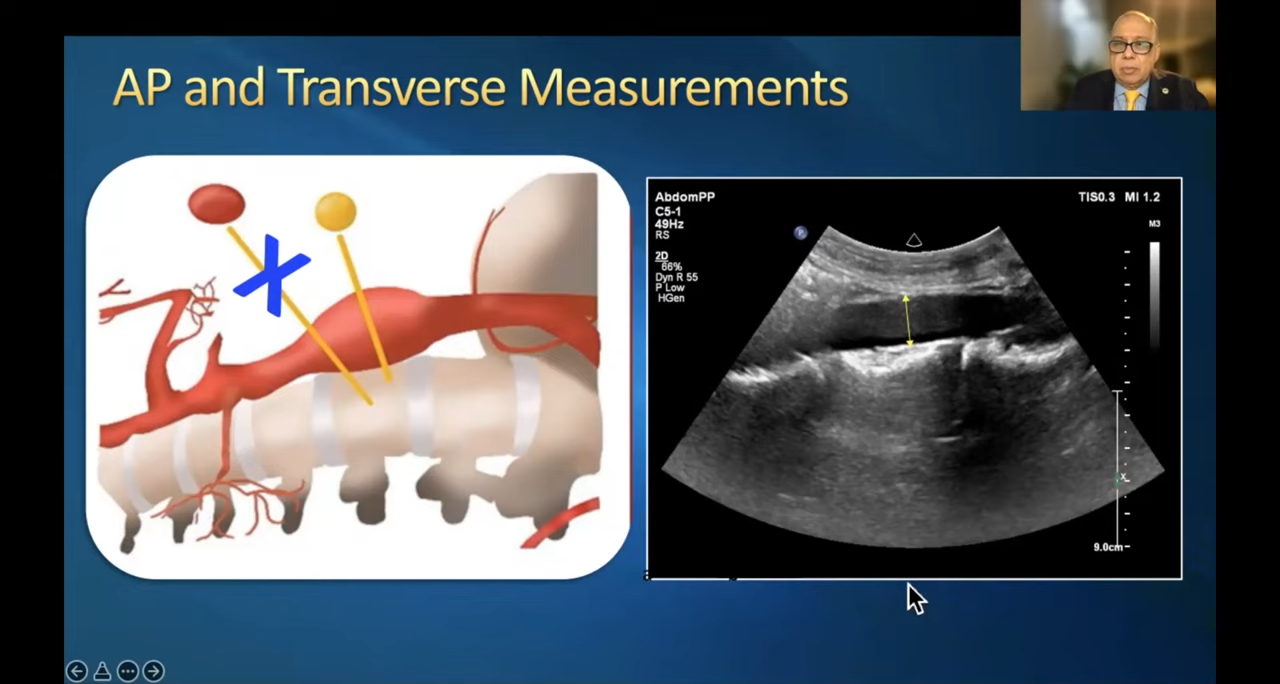 AP and Transverse Measurements
AbdomPP
C5-1
49Hz
RS
2D
66%
Dyn R 55
P Low
HGen
TIS0.3 MI 1.2
M3
P
X
9.0cm